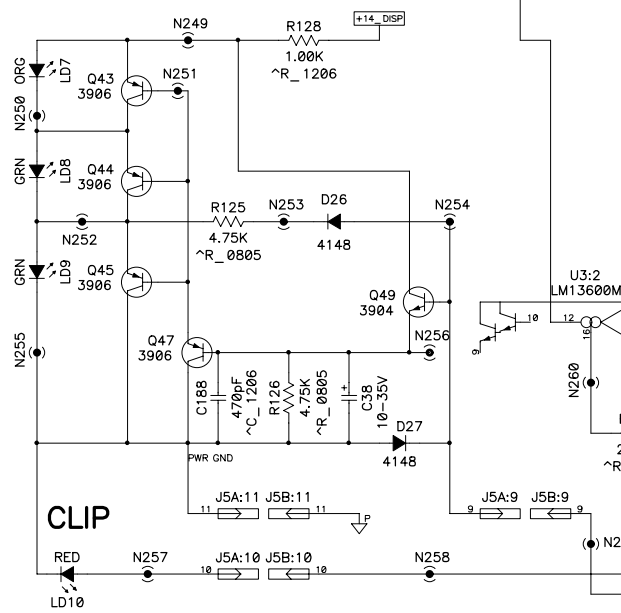 N249
R128
+14_DISP
1.00K
^R_1206
ORG
LD7
Q43
3906
N251
N250
GRN
LD8
Q44
3906
R125
N253
D26
N254
N252
4.75K
^R_0805
4148
GRN
LD9
Q45
3906
Q49
3904
U3:2
LM13600M
10
9
12
16
N255
Q47
3906
N256
N260
C188
470pF
^C_1206
R126
4.75K
^R_0805
+
C38
10-35V
D27
4148
2
^R
PWR GND
J5A:11
J5B:11
11
11
P
J5A:9
J5B:9
9
9
CLIP
RED
N257
J5A:10
J5B:10
N258
N2
10
10
LD10